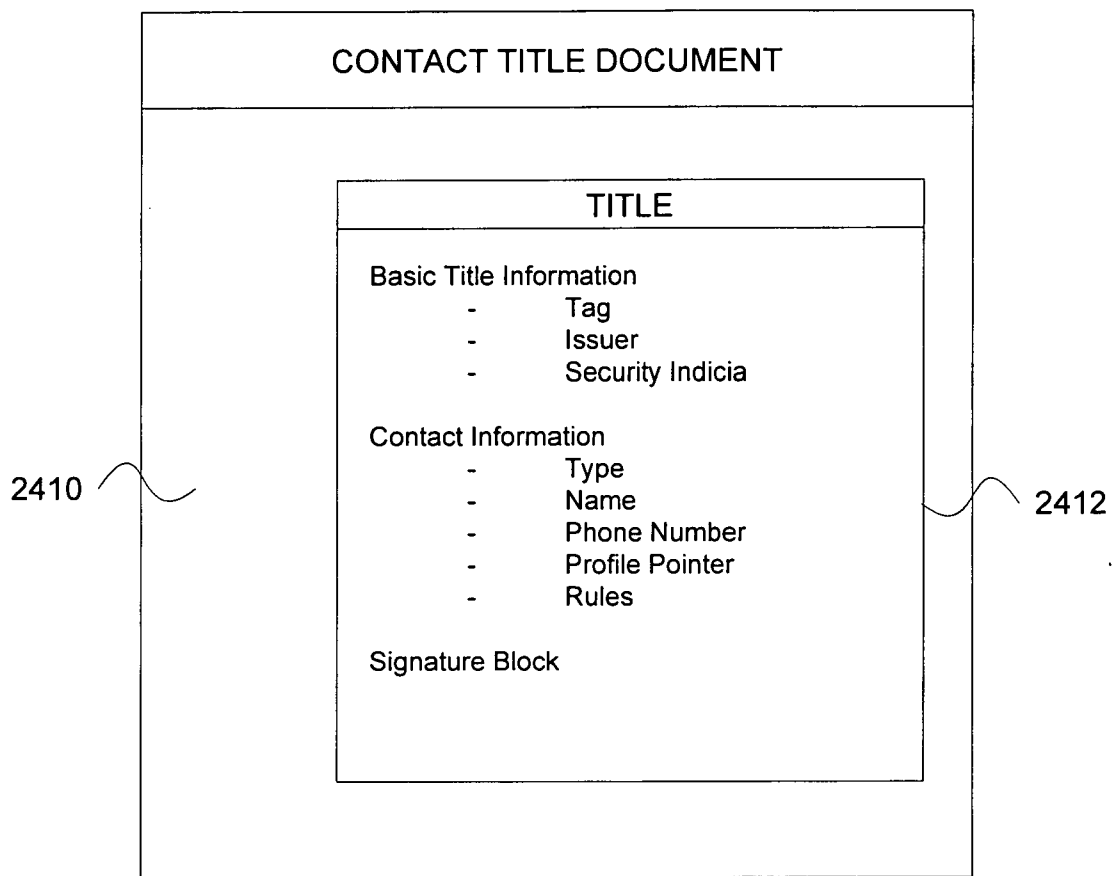 CONTACT TITLE DOCUMENT
TITLE
Basic Title Information
- Tag
- Issuer
- Security Indicia
Contact Information
- Type
- Name
- Phone Number
- Profile Pointer
- Rules
Signature Block
2410
2412